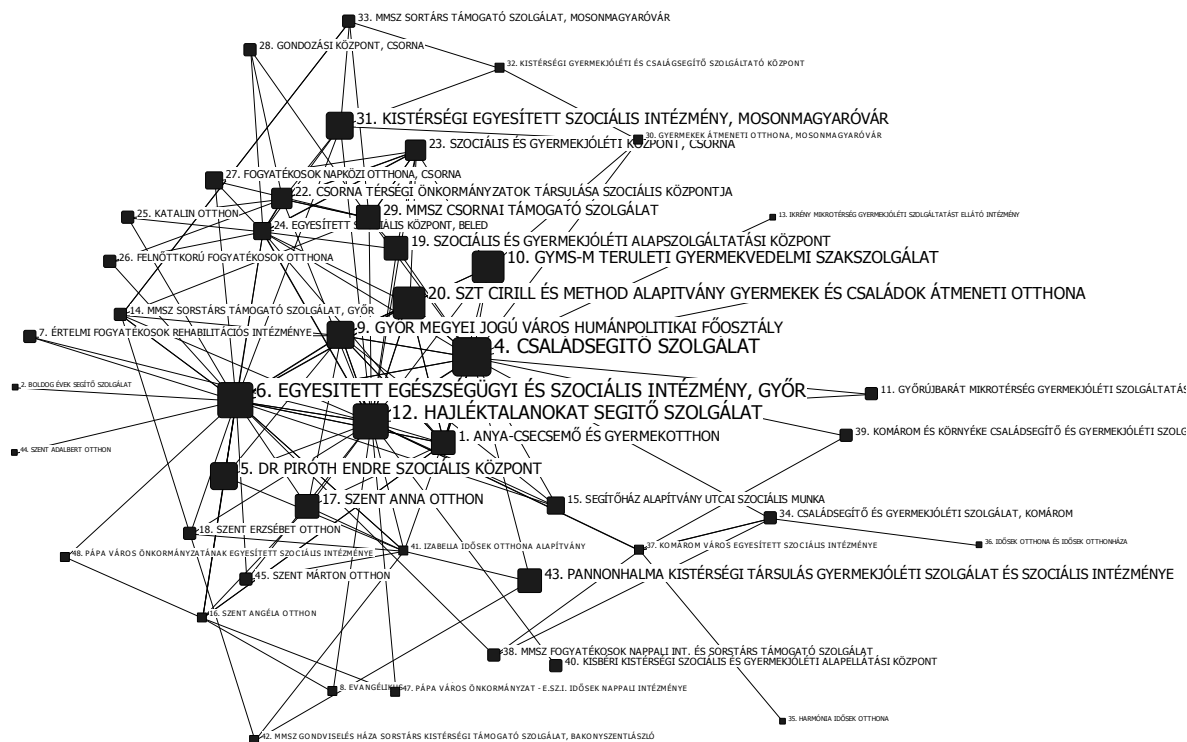 33. MMSZ SORTÁRS TÁMOGATÓ SZOLGÁLAT, MOSONMAGYARÓVÁR
28. GONDOZÁSI KÖZPONT, CSORNA
32. KISTÉRSÉGI GYERMEKJÓLÉTI ÉS CSALÁGSEGÍTŐ SZOLGÁLTATÓ KÖZPONT
31. KISTÉRSÉGI EGYESÍTETT SZOCIÁLIS INTÉZMÉNY, MOSONMAGYARÓVÁR
30. GYERMEKEK ÁTMENETI OTTHONA, MOSONMAGYARÓVÁR
23. SZOCIÁLIS ÉS GYERMEKJÓLÉTI KÖZPONT, CSORNA
27. FOGYATÉKOSOK NAPKÖZI OTTHONA, CSORNA
22. CSORNA TÉRSÉGI ÖNKORMÁNYZATOK TÁRSULÁSA SZOCIÁLIS KÖZPONTJA
29. MMSZ CSORNAI TÁMOGATÓ SZOLGÁLAT
25. KATALIN OTTHON
13. IKRÉNY MIKROTÉRSÉG GYERMEKJÓLÉTI SZOLGÁLTATÁST ELLÁTÓ INTÉZMÉNY
24. EGYESÍTETT SZOCIÁLIS KÖZPONT, BELED
19. SZOCIÁLIS ÉS GYERMEKJÓLÉTI ALAPSZOLGÁLTATÁSI KÖZPONT
26. FELNŐTTKORÚ FOGYATÉKOSOK OTTHONA
10. GYMS-M TERULETI GYERMEKVEDELMI SZAKSZOLGÁLAT
20. SZT CIRILL ÉS METHOD ALAPITVÁNY GYERMEKEK ÉS CSALÁDOK ÁTMENETI OTTHONA
14. MMSZ SORSTÁRS TÁMOGATÓ SZOLGÁLAT, GYŐR
9. GYŐR MEGYEI JOGÚ VÁROS HUMÁNPOLITIKAI FŐOSZTÁLY
7. ÉRTELMI FOGYATÉKOSOK REHABILITÁCIÓS INTÉZMÉNYE
4. CSALÁDSEGITŐ SZOLGÁLAT
2. BOLDOG ÉVEK SEGÍTŐ SZOLGÁLAT
6. EGYESITETT EGÉSZSÉGÜGYI ÉS SZOCIÁLIS INTÉZMÉNY, GYŐR
11. GYŐRÚJBARÁT MIKROTÉRSÉG GYERMEKJÓLÉTI SZOLGÁLTATÁS
12. HAJLÉKTALANOKAT SEGITŐ SZOLGÁLAT
1. ANYA-CSECSEMŐ ÉS GYERMEKOTTHON
39. KOMÁROM ÉS KÖRNYÉKE CSALÁDSEGÍTŐ ÉS GYERMEKJÓLÉTI SZOLG
44. SZENT ADALBERT OTTHON
5. DR PIRÓTH ENDRE SZOCIÁLIS KÖZPONT
17. SZENT ANNA OTTHON
15. SEGÍTŐHÁZ ALAPÍTVÁNY UTCAI SZOCIÁLIS MUNKA
34. CSALÁDSEGÍTŐ ÉS GYERMEKJÓLÉTI SZOLGÁLAT, KOMÁROM
18. SZENT ERZSÉBET OTTHON
36. IDŐSEK OTTHONA ÉS IDŐSEK OTTHONHÁZA
41. IZABELLA IDŐSEK OTTHONA ALAPÍTVÁNY
37. KOMÁROM VÁROS EGYESÍTETT SZOCIÁLIS INTÉZMÉNYE
48. PÁPA VÁROS ÖNKORMÁNYZATÁNAK EGYESÍTETT SZOCIÁLIS INTÉZMÉNYE
45. SZENT MÁRTON OTTHON
43. PANNONHALMA KISTÉRSÉGI TÁRSULÁS GYERMEKJÓLÉTI SZOLGÁLAT ÉS SZOCIÁLIS INTÉZMÉNYE
16. SZENT ANGÉLA OTTHON
38. MMSZ FOGYATÉKOSOK NAPPALI INT. ÉS SORSTÁRS TÁMOGATÓ SZOLGÁLAT
40. KISBÉRI KISTÉRSÉGI SZOCIÁLIS ÉS GYERMEKJÓLÉTI ALAPELLÁTÁSI KÖZPONT
8. EVANGÉLIKUS
47. PÁPA VÁROS ÖNKORMÁNYZAT - E.SZ.I. IDŐSEK NAPPALI INTÉZMÉNYE
35. HARMÓNIA IDŐSEK OTTHONA
42. MMSZ GONDVISELÉS HÁZA SORSTÁRS KISTÉRSÉGI TÁMOGATÓ SZOLGÁLAT, BAKONYSZENTLÁSZLÓ